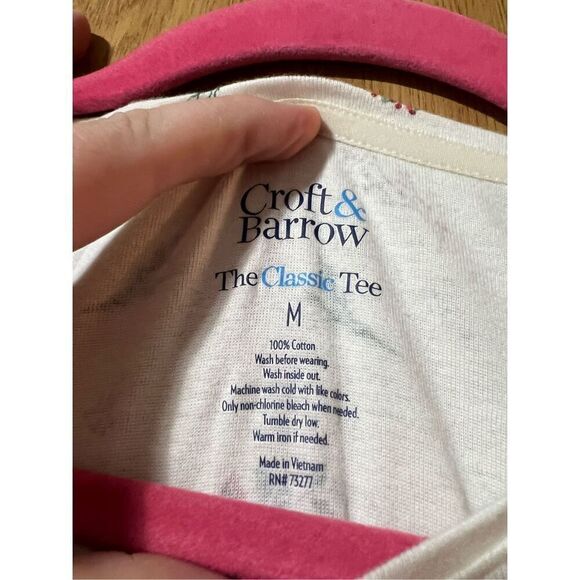 Croft&
Barrow
The Classic Tee
M
100% Cotton
Wash before wearing.
Wash inside out.
Machine wash cold with like colors.
Only non-chlorine bleach when needed.
Tumble dry low.
Warm iron if needed.
Made in Vietnam
RN# 73277